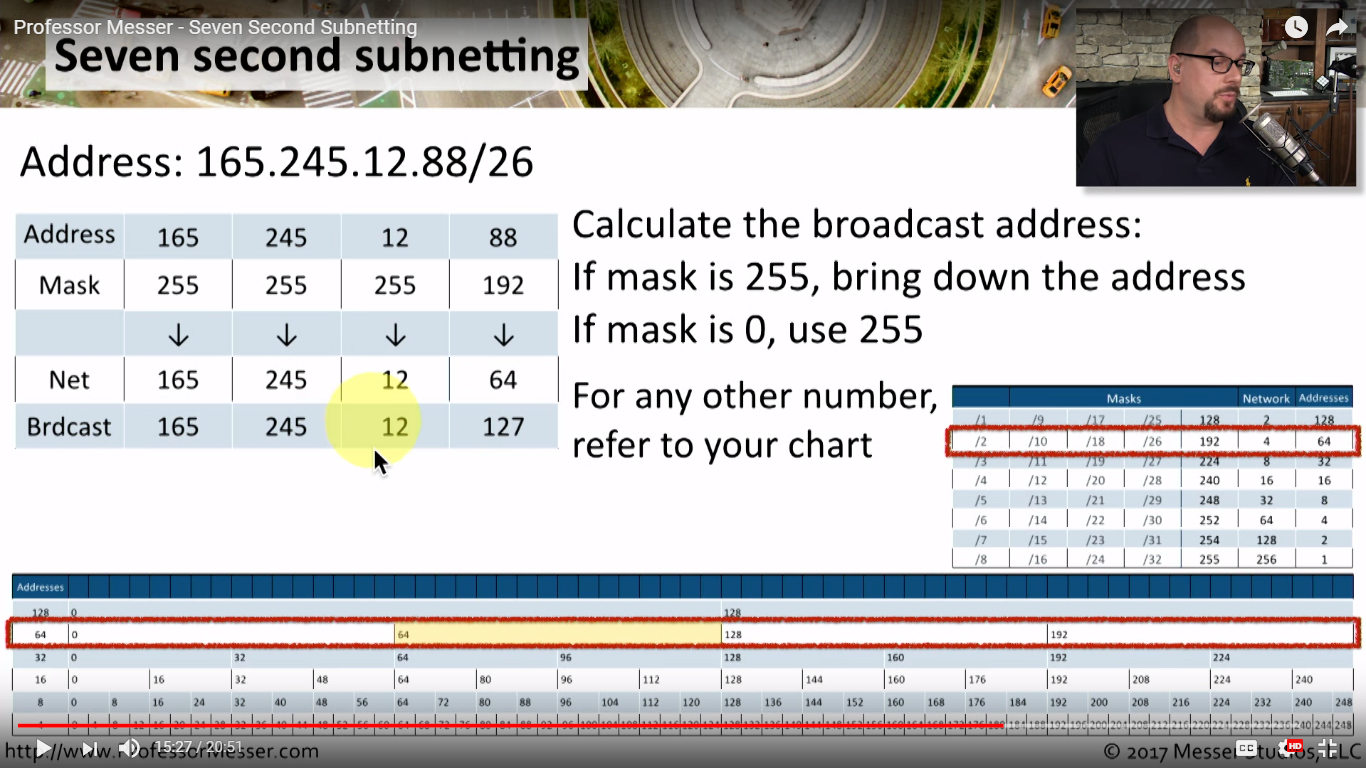 Professor Messer - Seven Second Subnetting
Seven second subnetting
Address: 165.245.12.88/26
Address 165 245 12 88
Mask 255 255 255 192
↓ ↓ ↓ ↓
Net 165 245 12 64
Brdcast 165 245 12 127
Calculate the broadcast address:
If mask is 255, bring down the address
If mask is 0, use 255
For any other number,
refer to your chart
Masks Network Addresses
/1 /9 /17 /25 128 2 128
/2 /10 /18 /26 192 4 64
/3 /11 /19 /27 224 8 32
/4 /12 /20 /28 240 16 16
/5 /13 /21 /29 248 32 8
/6 /14 /22 /30 252 64 4
/7 /15 /23 /31 254 128 2
/8 /16 /24 /32 255 256 1
Addresses
128 0 128
64 0 64 128 192
32 0 32 64 96 128 160 192 224
16 0 16 32 48 64 80 96 112 128 144 160 176 192 208 224 240
8 0 8 16 24 32 40 48 56 64 72 80 88 96 104 112 120 128 136 144 152 160 168 176 184 192 200 208 216 224 232 240 248
15:27 / 20:51
CC HD
© 2017 Messer Studios, LLC